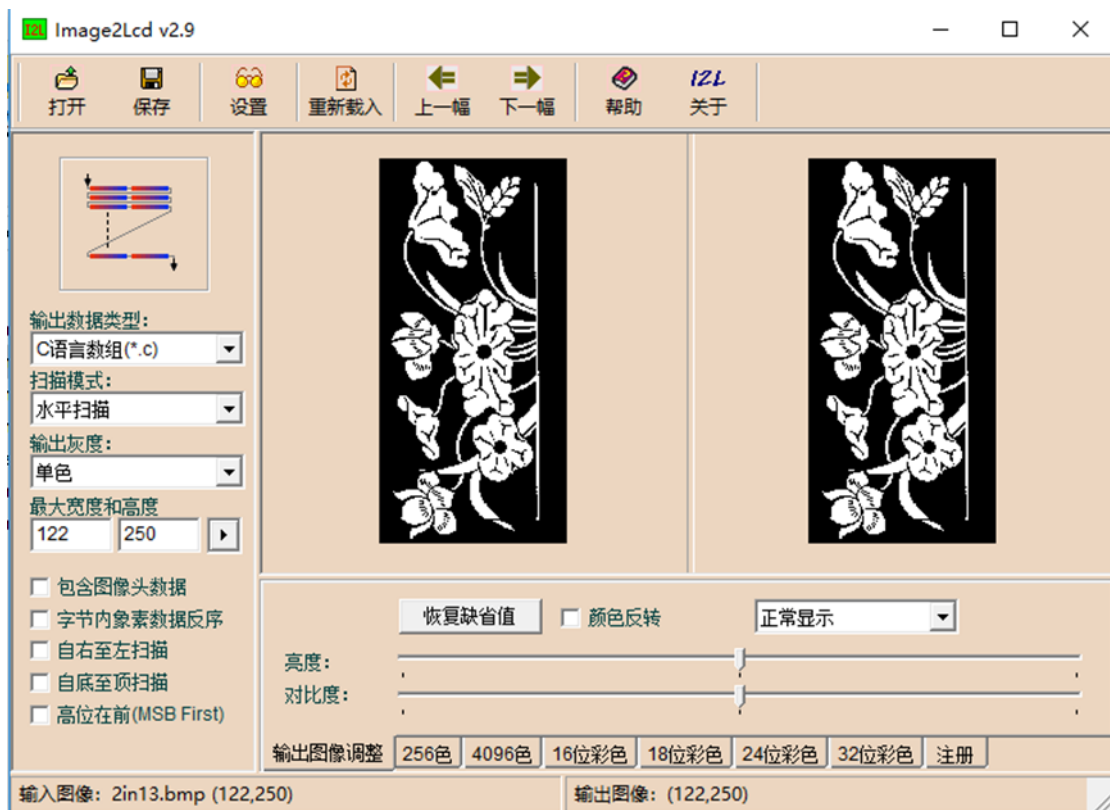 I2L Image2Lcd v2.9
打开 保存 设置 重新载入 上一幅 下一幅 帮助 I2L 关于
输出数据类型:
C语言数组(*.c)
扫描模式:
水平扫描
输出灰度:
单色
最大宽度和高度
122 250
包含图像头数据
字节内象素数据反序
自右至左扫描
自底至顶扫描
高位在前(MSB First)
恢复缺省值 颜色反转 正常显示
亮度:
对比度:
输出图像调整 256色 4096色 16位彩色 18位彩色 24位彩色 32位彩色 注册
输入图像: 2in13.bmp (122,250) 输出图像: (122,250)